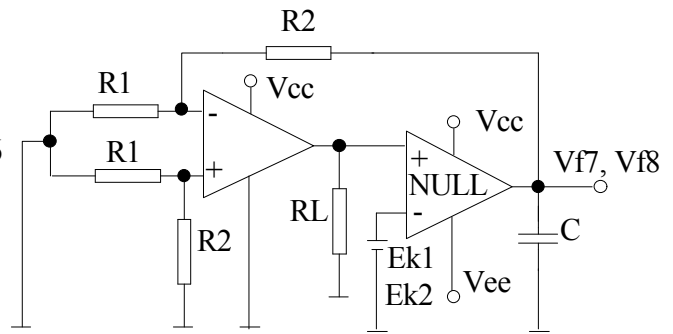 R2
R1
Vcc
-
R1
+
Vcc
+
NULL
-
Vf7, Vf8
RL
R2
C
Ek1
Ek2
Vee